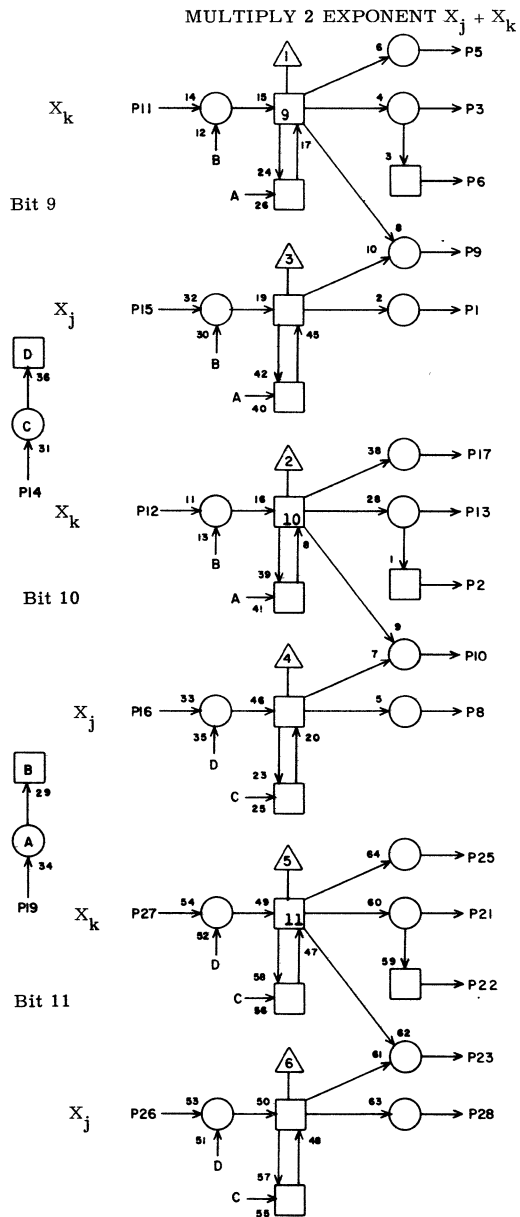 MULTIPLY 2 EXPONENT Xj + Xk
1
6
P5
Xk
P11
14
12
B
15
9
4
P3
17
3
P6
24
A
26
Bit 9
8
10
P9
3
Xj
P15
32
30
B
19
2
P1
45
42
A
40
D
36
C
31
P14
2
38
P17
Xk
P12
11
13
B
16
10
28
P13
8
1
P2
39
A
41
Bit 10
9
7
P10
4
Xj
P16
33
35
D
46
5
P8
20
23
C
25
B
29
A
34
P19
5
64
P25
Xk
P27
54
52
D
49
11
60
P21
47
59
P22
58
C
56
Bit 11
62
61
P23
6
Xj
P26
53
51
D
50
63
P28
48
57
C
55